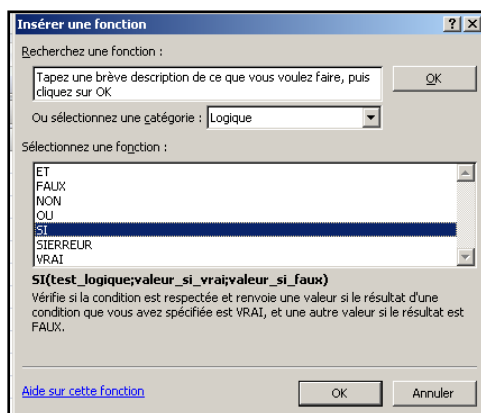 Insérer une fonction
Recherchez une fonction :
Tapez une brève description de ce que vous voulez faire, puis
cliquez sur OK
OK
Ou sélectionnez une catégorie : Logique
Sélectionnez une fonction :
ET
FAUX
NON
OU
SI
SIERREUR
VRAI
SI(test_logique;valeur_si_vrai;valeur_si_faux)
Vérifie si la condition est respectée et renvoie une valeur si le résultat d'une
condition que vous avez spécifiée est VRAI, et une autre valeur si le résultat est
FAUX.
Aide sur cette fonction
OK
Annuler